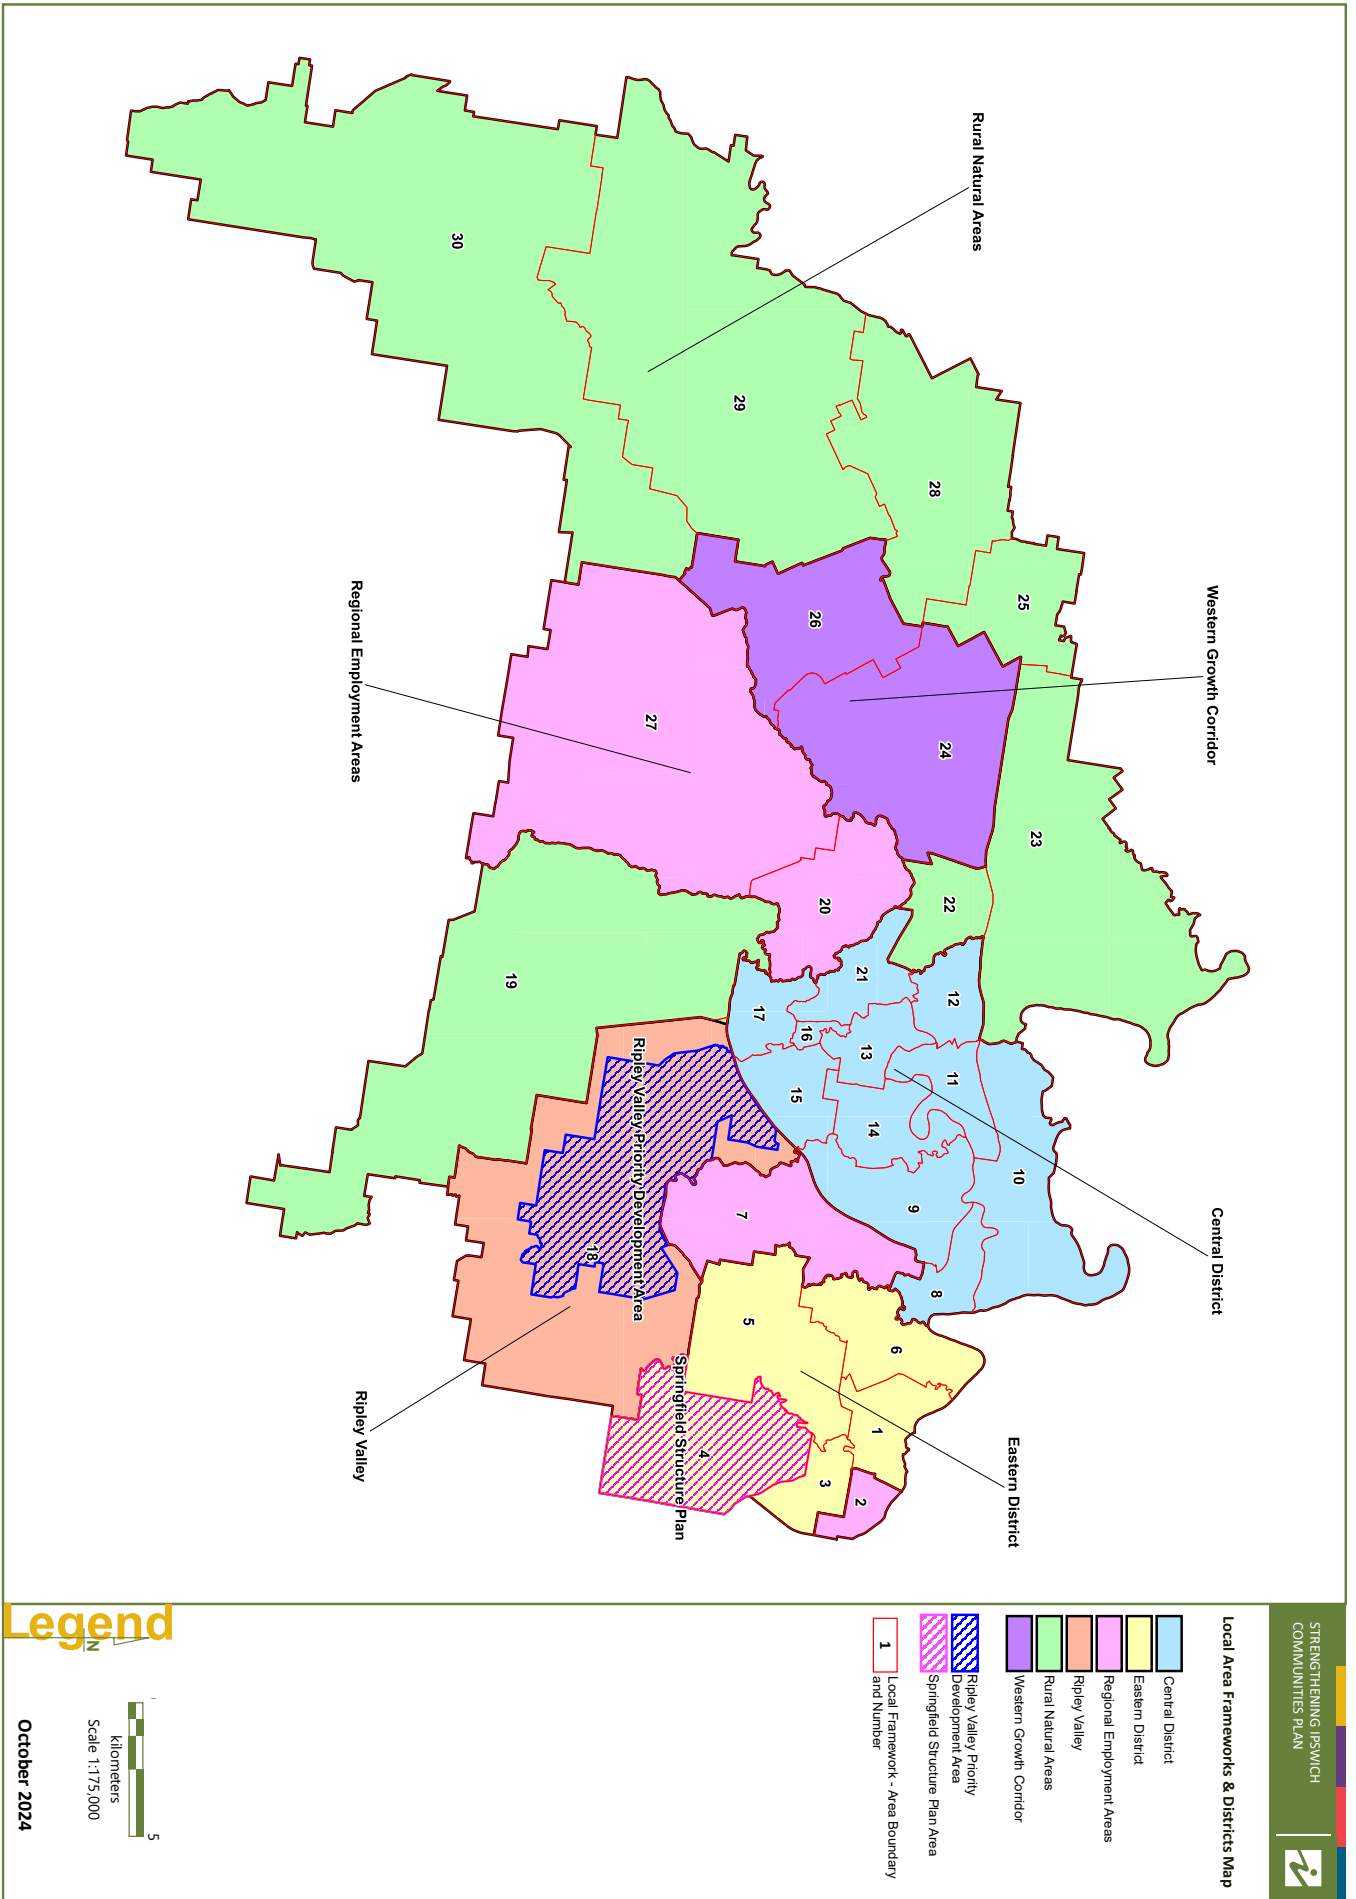 STRENGTHENING IPSWICH
COMMUNITIES PLAN
Local Area Frameworks & Districts Map
Central District
Eastern District
Regional Employment Areas
Ripley Valley
Rural Natural Areas
Western Growth Corridor
Ripley Valley Priority
Development Area
Springfield Structure Plan Area
1
Local Framework - Area Boundary
and Number
Legend
N
5
kilometers
Scale 1:175,000
October 2024
Rural Natural Areas
Western Growth Corridor
Central District
Eastern District
Regional Employment Areas
Ripley Valley
Ripley Valley Priority Development Area
Springfield Structure Plan
30
29
28
25
26
24
23
27
22
20
21
12
19
17
16
13
11
15
14
10
9
7
18
8
5
6
1
4
3
2